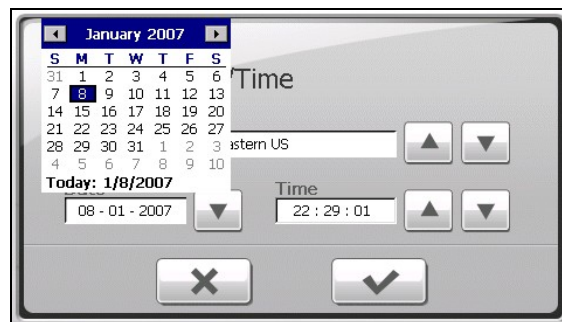 January 2007
S M T W T F S
31 1 2 3 4 5 6
7 8 9 10 11 12 13
14 15 16 17 18 19 20
21 22 23 24 25 26 27
28 29 30 31 1 2 3
4 5 6 7 8 9 10
Today: 1/8/2007
/Time
astern US
Time
08 - 01 - 2007
22 : 29 : 01